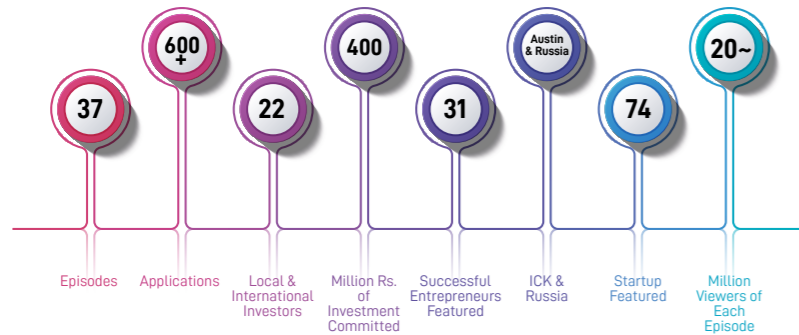 37
600
+
22
400
31
Austin
& Russia
74
20~
Episodes
Applications
Local &
International
Investors
Million Rs.
of
Investment
Committed
Successful
Entrepreneurs
Featured
ICK &
Russia
Startup
Featured
Million
Viewers of
Each
Episode